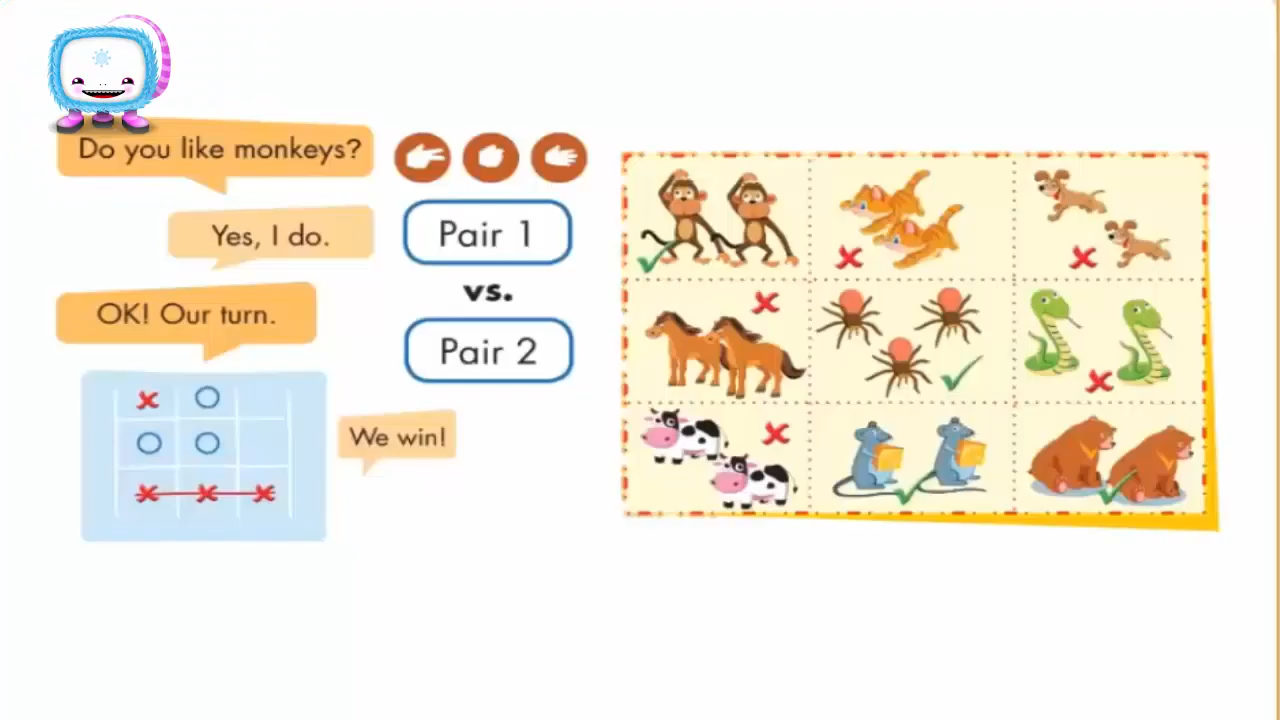 Do you like monkeys?
Yes, I do.
OK! Our turn.
We win!
Pair 1
vs.
Pair 2